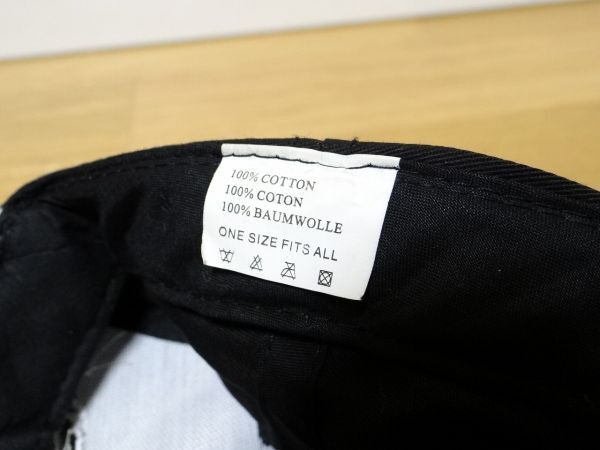 100% COTTON
100% COTON
100% BAUMWOLLE
ONE SIZE FITS ALL